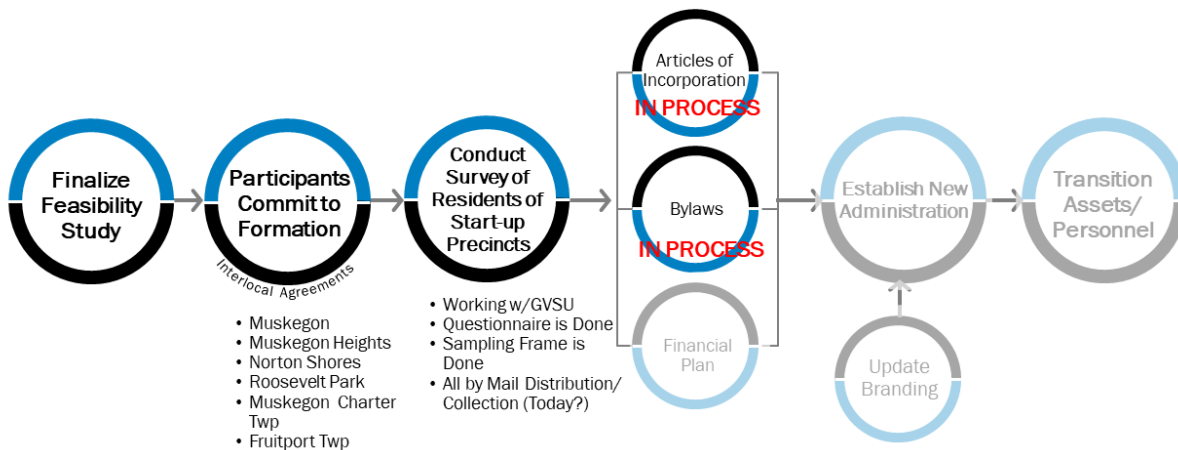 Finalize
Feasibility
Study
Participants
Commit to
Formation
Interlocal Agreements
• Muskegon
• Muskegon Heights
• Norton Shores
• Roosevelt Park
• Muskegon Charter
Twp
• Fruitport Twp
Conduct
Survey of
Residents of
Start-up
Precincts
• Working w/GVSU
• Questionnaire is Done
• Sampling Frame is
Done
• All by Mail Distribution/
Collection (Today?)
Articles of
Incorporation
IN PROCESS
Bylaws
IN PROCESS
Financial
Plan
Establish New
Administration
Update
Branding
Transition
Assets/
Personnel